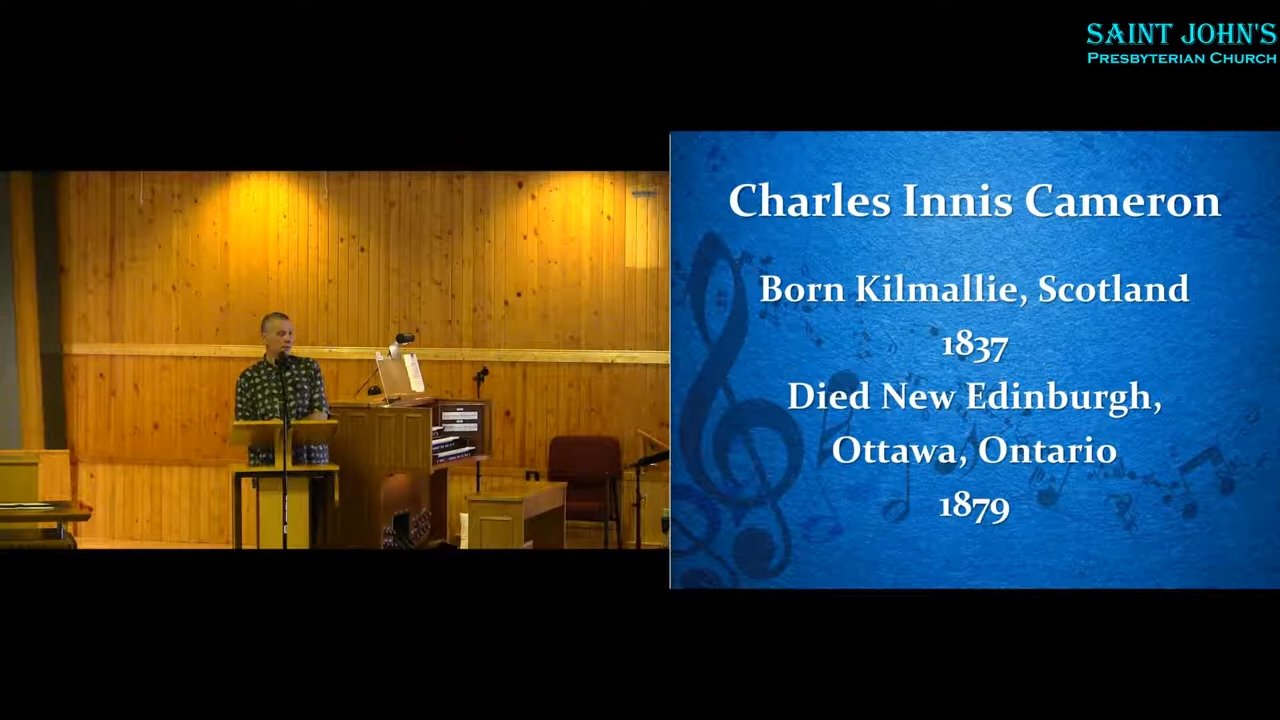 SAINT JOHN'S
PRESBYTERIAN CHURCH
Charles Innis Cameron
Born Kilmallie, Scotland
1837
Died New Edinburgh,
Ottawa, Ontario
1879